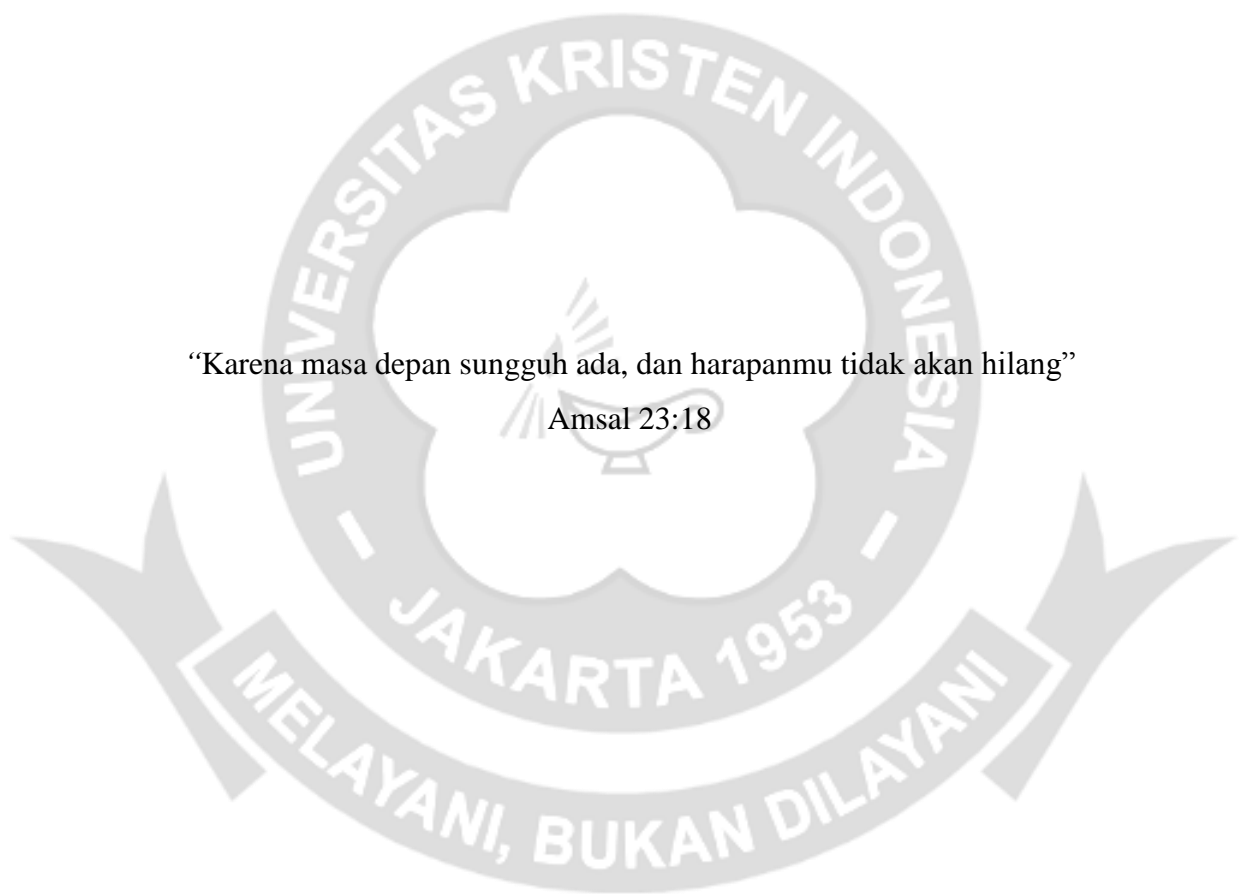 UNIVERSITAS KRISTEN INDONESIA
“Karena masa depan sungguh ada, dan harapanmu tidak akan hilang”
Amsal 23:18
- JAKARTA 1953 -
MELAYANI, BUKAN DILAYANI